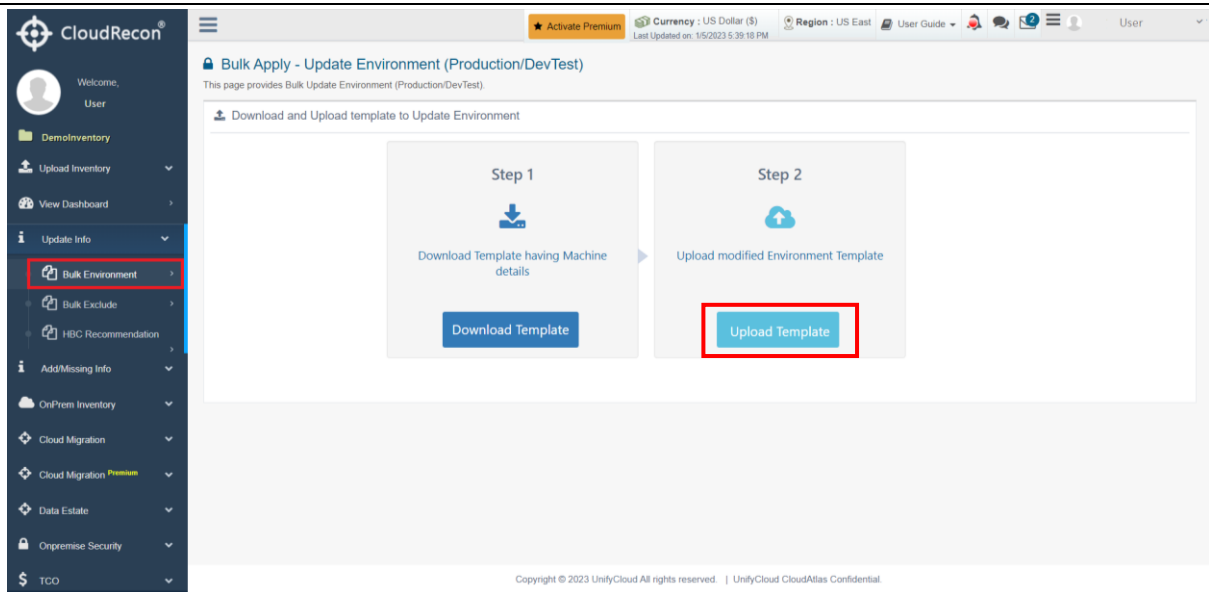 CloudRecon®
Activate Premium
Currency : US Dollar ($)
Last Updated on: 1/5/2023 5:39:18 PM
Region : US East
User Guide
2
User
Welcome,
User
DemoInventory
Upload Inventory
View Dashboard
Update Info
Bulk Environment
Bulk Exclude
HBC Recommendation
Add/Missing Info
OnPrem Inventory
Cloud Migration
Cloud Migration Premium
Data Estate
Onpremise Security
TCO
Bulk Apply - Update Environment (Production/DevTest)
This page provides Bulk Update Environment (Production/DevTest).
Download and Upload template to Update Environment
Step 1
Download Template having Machine
details
Download Template
Step 2
Upload modified Environment Template
Upload Template
Copyright © 2023 UnifyCloud All rights reserved. | UnifyCloud CloudAtlas Confidential.